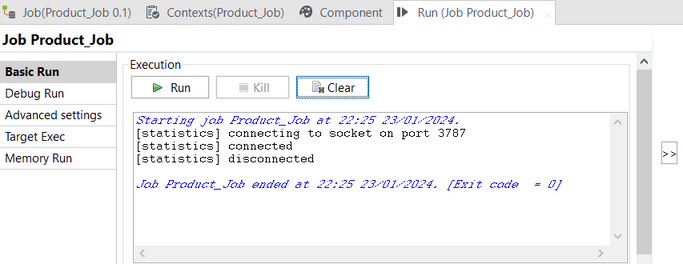 Job(Product_Job 0.1) Contexts(Product_Job) Component Run (Job Product_Job)
Job Product_Job
Basic Run
Debug Run
Advanced settings
Target Exec
Memory Run
Execution
Run Kill Clear
Starting job Product_Job at 22:25 23/01/2024.
[statistics] connecting to socket on port 3787
[statistics] connected
[statistics] disconnected
Job Product_Job ended at 22:25 23/01/2024. [Exit code  = 0]
>>